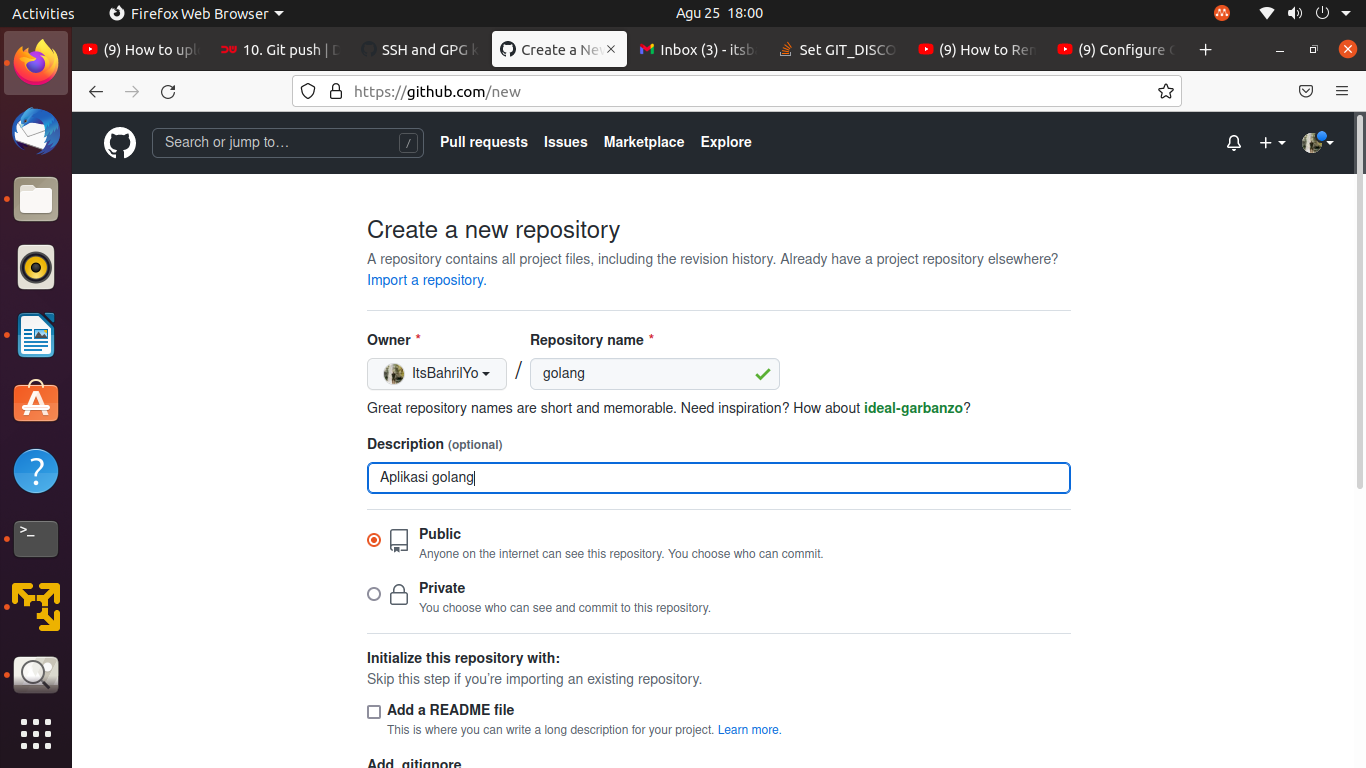 Activities Firefox Web Browser Agu 25 18:00
(9) How to upl 10. Git push | D SSH and GPG k Create a New Inbox (3) - itsb Set GIT_DISCO (9) How to Ren (9) Configure G
https://github.com/new
Search or jump to… / Pull requests Issues Marketplace Explore
Create a new repository
A repository contains all project files, including the revision history. Already have a project repository elsewhere?
Import a repository.
Owner * Repository name *
ItsBahrilYo / golang
Great repository names are short and memorable. Need inspiration? How about ideal-garbanzo?
Description (optional)
Aplikasi golang
Public
Anyone on the internet can see this repository. You choose who can commit.
Private
You choose who can see and commit to this repository.
Initialize this repository with:
Skip this step if you're importing an existing repository.
Add a README file
This is where you can write a long description for your project. Learn more.
Add .gitignore